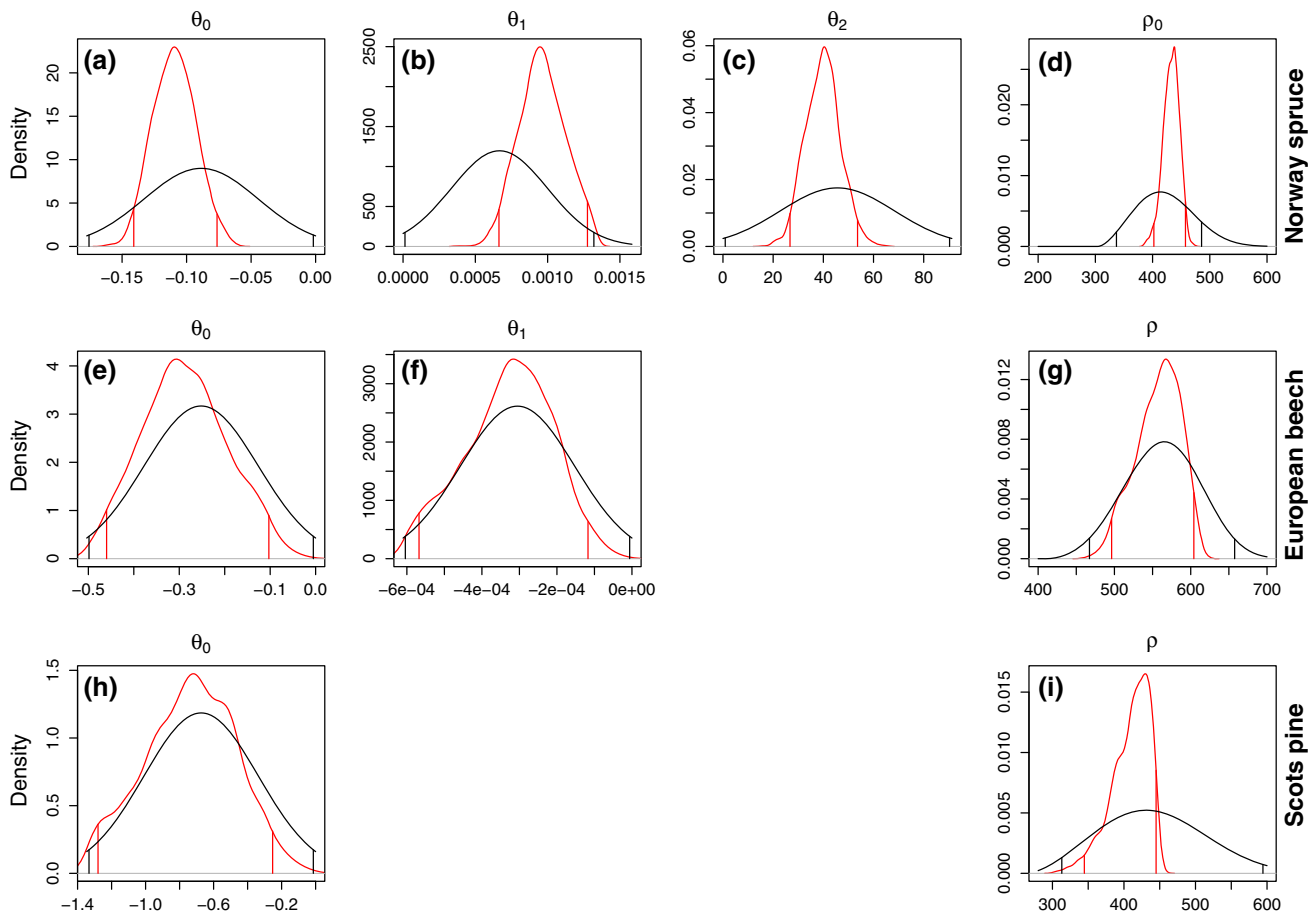 θ0 θ1 θ2 ρ0
(a) (b) (c) (d)
Density
0 5 10 15 20
−0.15 −0.10 −0.05 0.00
0 500 1500 2500
0.0000 0.0005 0.0010 0.0015
0.00 0.02 0.04 0.06
0 20 40 60 80
0.000 0.010 0.020
200 300 400 500 600
Norway spruce
θ0 θ1 ρ
(e) (f) (g)
Density
0 1 2 3 4
−0.5 −0.3 −0.1 0.0
0 1000 2000 3000
−6e−04 −4e−04 −2e−04 0e+00
0.000 0.004 0.008 0.012
400 500 600 700
European beech
θ0 ρ
(h) (i)
Density
0.0 0.5 1.0 1.5
−1.4 −1.0 −0.6 −0.2
0.000 0.005 0.010 0.015
300 400 500 600
Scots pine